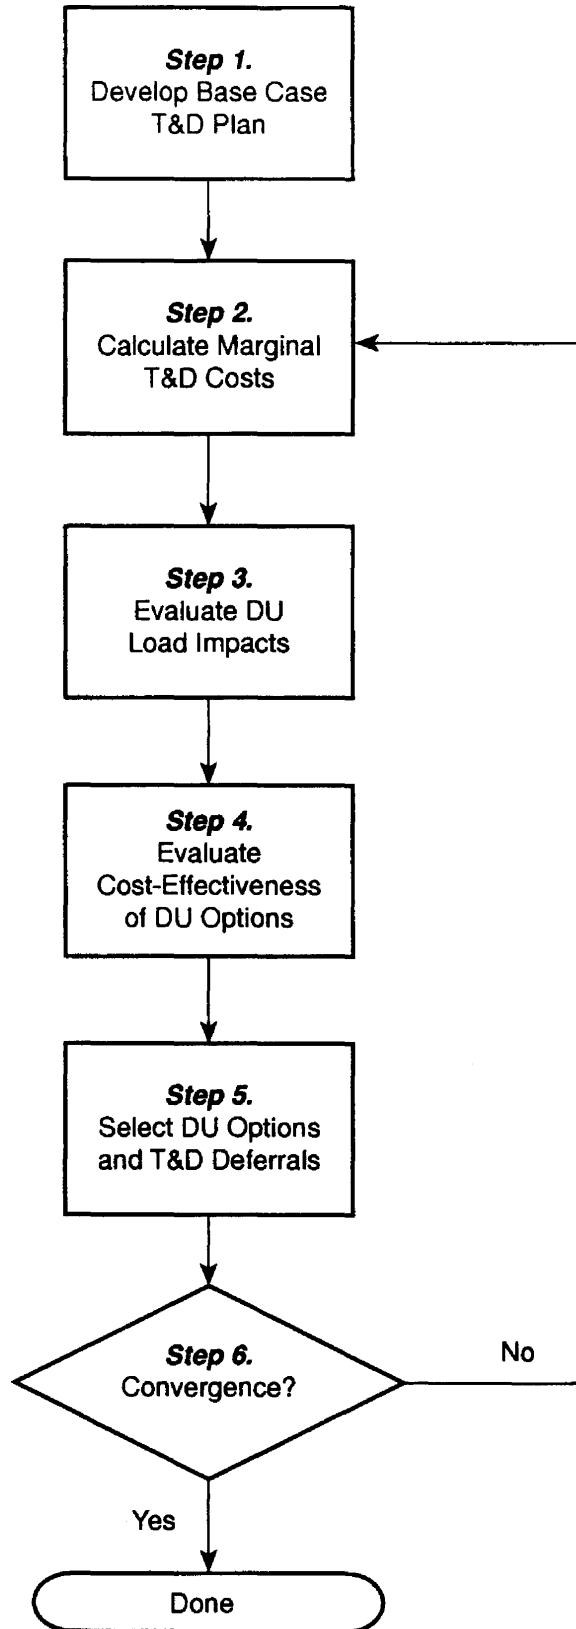 Step 1.
Develop Base Case
T&D Plan
Step 2.
Calculate Marginal
T&D Costs
Step 3.
Evaluate DU
Load Impacts
Step 4.
Evaluate
Cost-Effectiveness
of DU Options
Step 5.
Select DU Options
and T&D Deferrals
Step 6.
Convergence?
No
Yes
Done